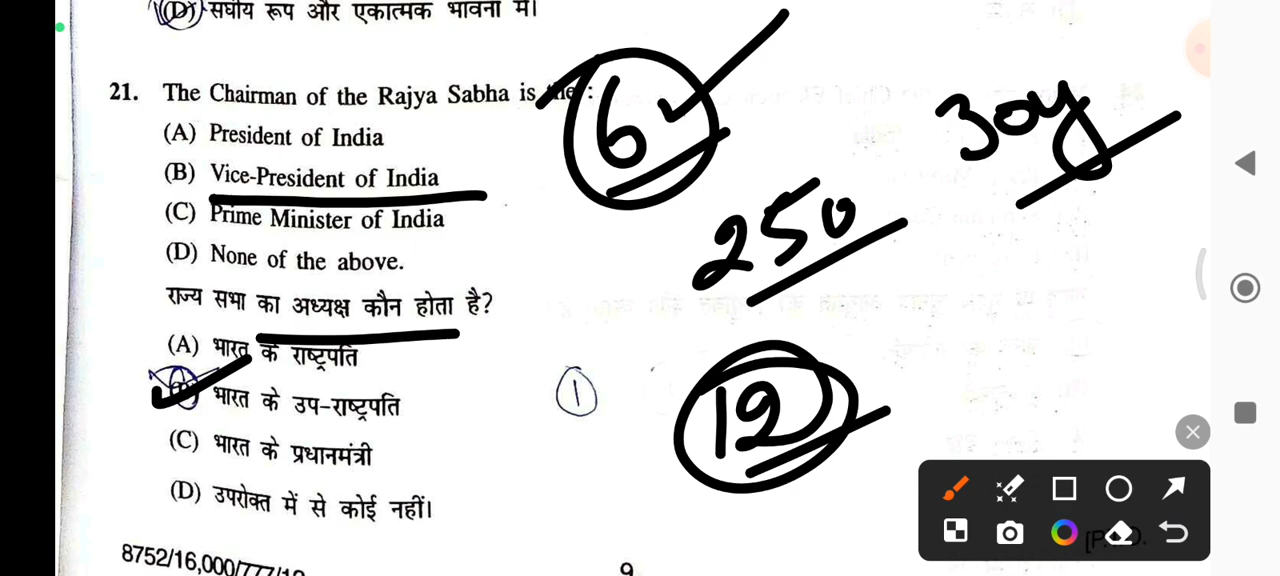 (D) संघीय रूप और एकात्मक भावना में।
21. The Chairman of the Rajya Sabha is the :
(A) President of India
(B) Vice-President of India
(C) Prime Minister of India
(D) None of the above.
राज्य सभा का अध्यक्ष कौन होता है?
(A) भारत के राष्ट्रपति
भारत के उप-राष्ट्रपति
(C) भारत के प्रधानमंत्री
(D) उपरोक्त में से कोई नहीं।
8752/16,000/777/
9
[P.T.O.
6
30y
250
12
1